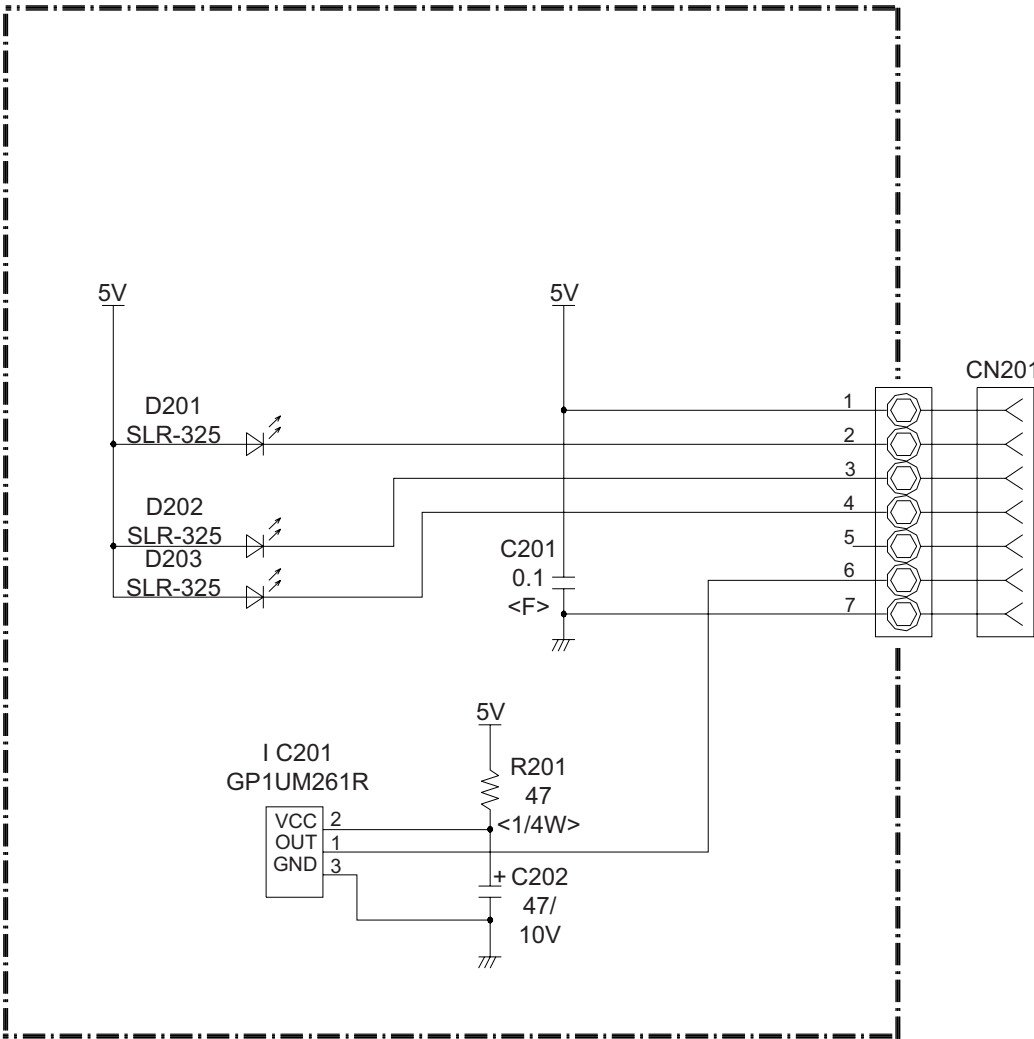 5V
5V
CN201
D201
SLR-325
1
2
3
4
5
6
7
D202
SLR-325
D203
SLR-325
C201
0.1
<F>
5V
I C201
GP1UM261R
R201
47
<1/4W>
VCC 2
OUT 1
GND 3
+ C202
47/
10V